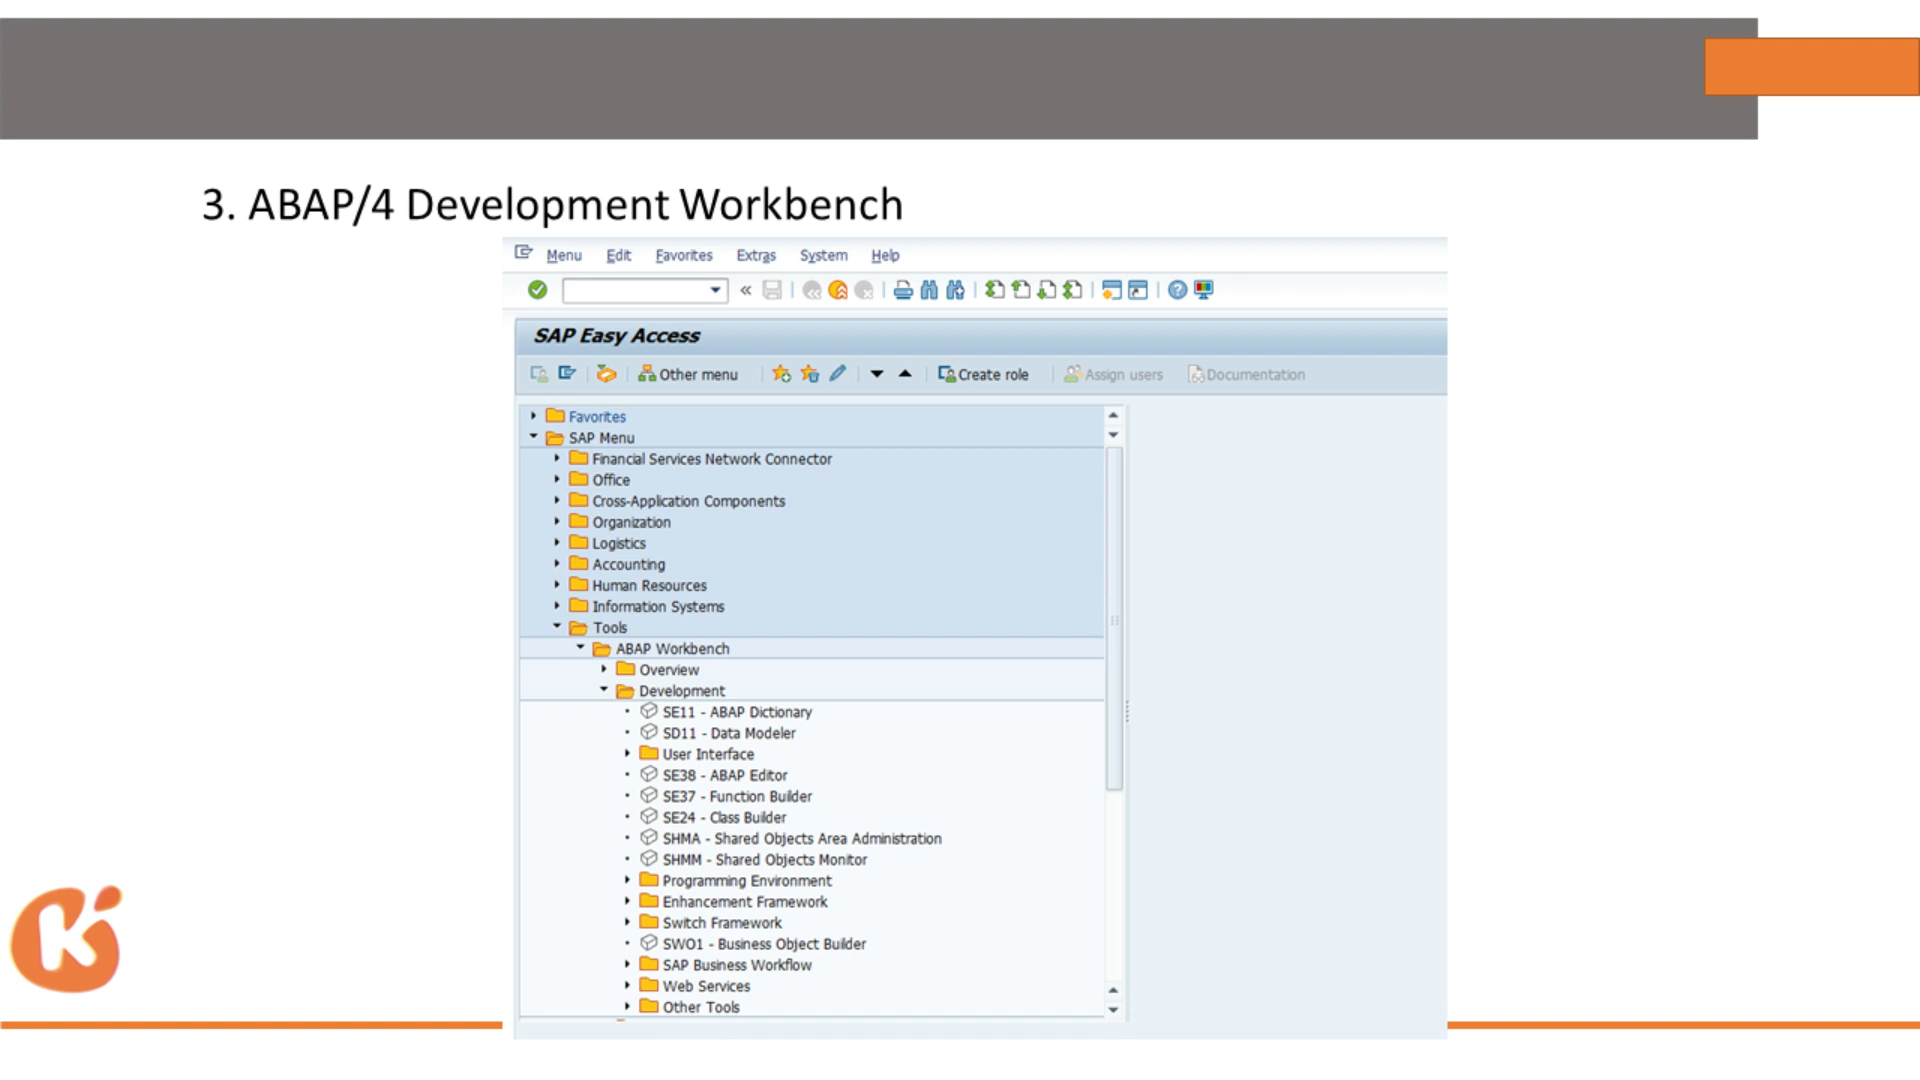 3. ABAP/4 Development Workbench
Menu Edit Favorites Extras System Help
SAP Easy Access
Other menu Create role Assign users Documentation
Favorites
SAP Menu
Financial Services Network Connector
Office
Cross-Application Components
Organization
Logistics
Accounting
Human Resources
Information Systems
Tools
ABAP Workbench
Overview
Development
SE11 - ABAP Dictionary
SD11 - Data Modeler
User Interface
SE38 - ABAP Editor
SE37 - Function Builder
SE24 - Class Builder
SHMA - Shared Objects Area Administration
SHMM - Shared Objects Monitor
Programming Environment
Enhancement Framework
Switch Framework
SWO1 - Business Object Builder
SAP Business Workflow
Web Services
Other Tools
K